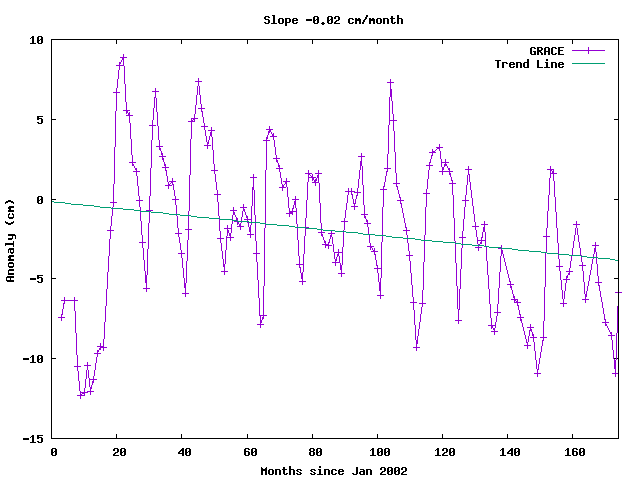 Slope -0.02 cm/month
10
GRACE
Trend Line
5
0
-5
-10
-15
Anomaly (cm)
0 20 40 60 80 100 120 140 160
Months since Jan 2002